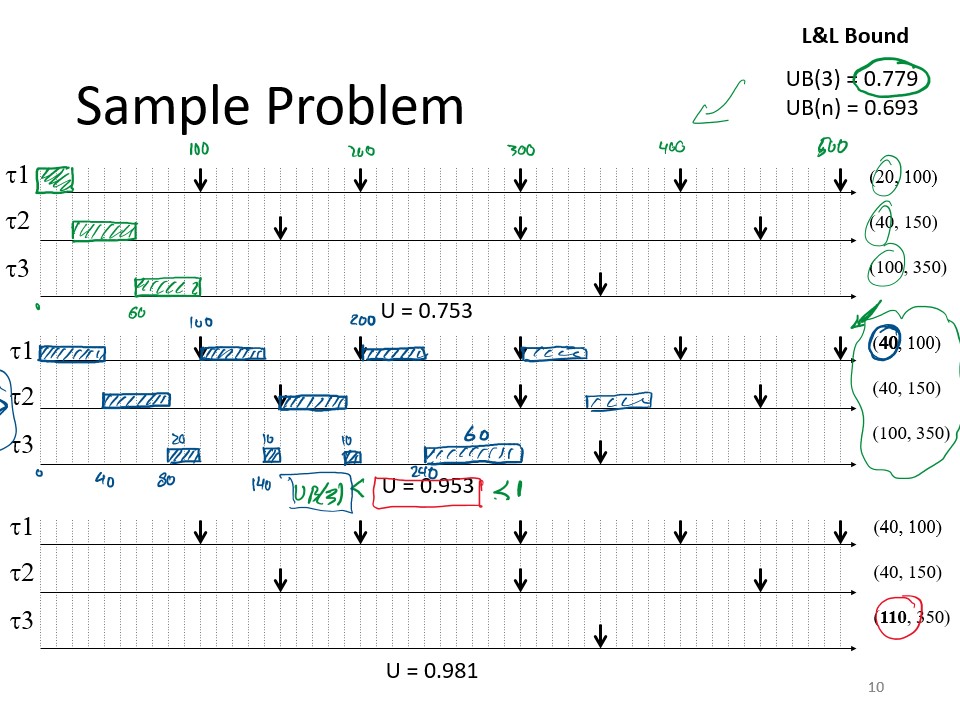 L&L Bound
UB(3) = 0.779
UB(n) = 0.693
Sample Problem
100 200 300 400 500
τ1 (20, 100)
τ2 (40, 150)
τ3 (100, 350)
0 60
U = 0.753
100 200
τ1 (40, 100)
τ2 (40, 150)
20 10 10 60
τ3 (100, 350)
0 40 80 140 240
UB(3) < U = 0.953 < 1
τ1 (40, 100)
τ2 (40, 150)
τ3 (110, 350)
U = 0.981
10